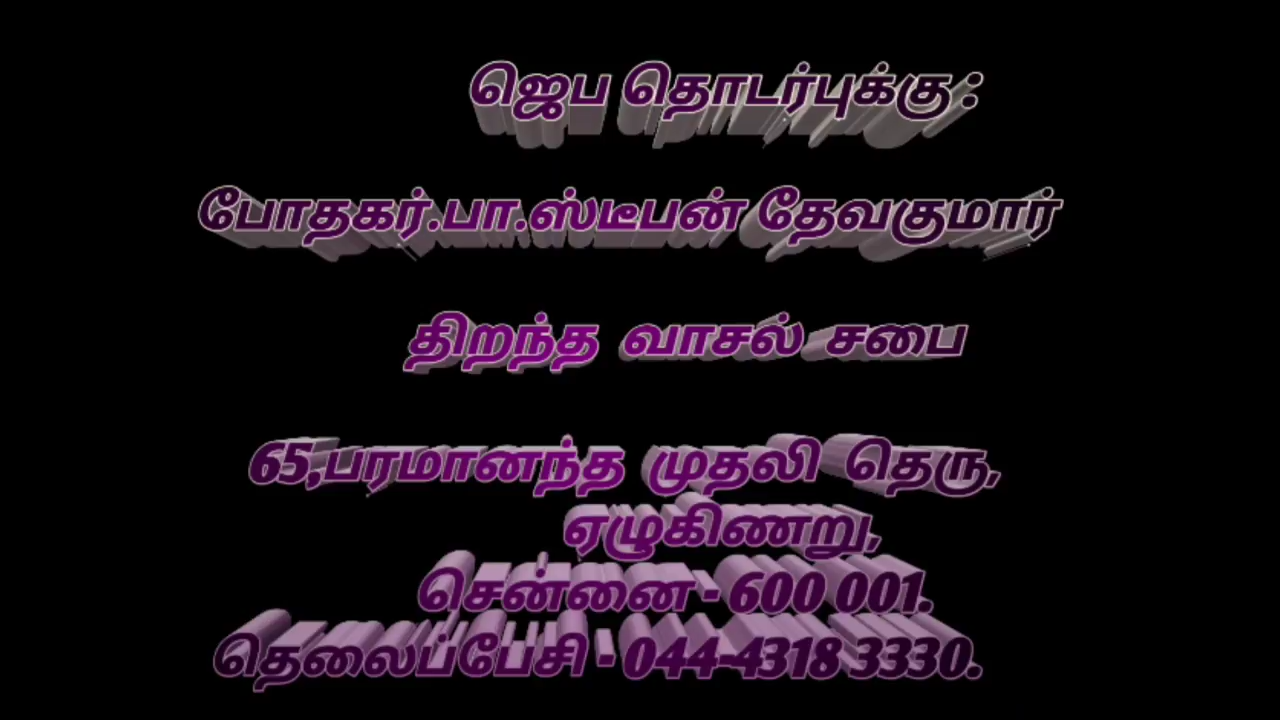 ஜெப தொடர்புக்கு :
போதகர்.பா.ஸ்டீபன் தேவகுமார்
திறந்த வாசல் சபை
65,பரமானந்த முதலி தெரு,
ஏழுகிணறு,
சென்னை - 600 001.
தெலைப்பேசி - 044-4318 3330.